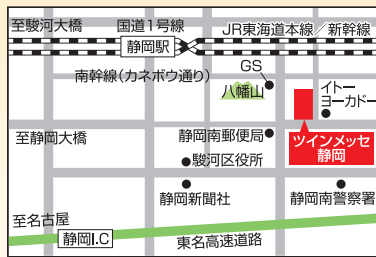 至駿河大橋
国道1号線
JR東海道本線／新幹線
静岡駅
南幹線(カネボウ通り)
GS
八幡山
イトー
ヨーカドー
至静岡大橋
静岡南郵便局
ツインメッセ
静岡
駿河区役所
静岡新聞社
静岡南警察署
至名古屋
静岡I.C
東名高速道路